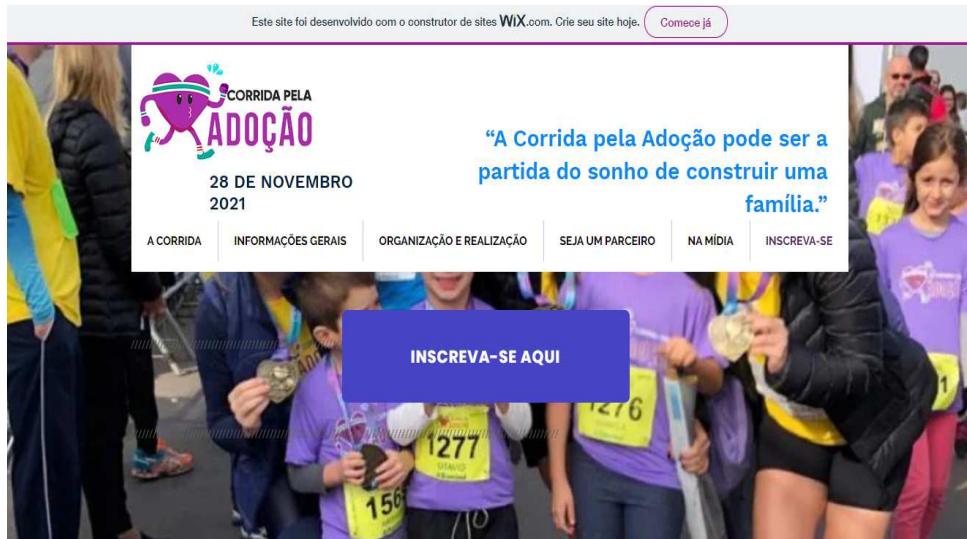 Este site foi desenvolvido com o construtor de sites WiX.com. Crie seu site hoje. Comece já
CORRIDA PELA
ADOÇÃO
“A Corrida pela Adoção pode ser a
partida do sonho de construir uma
família.”
28 DE NOVEMBRO
2021
A CORRIDA INFORMAÇÕES GERAIS ORGANIZAÇÃO E REALIZAÇÃO SEJA UM PARCEIRO NA MÍDIA INSCREVA-SE
INSCREVA-SE AQUI
1276
1277
OTAVIO
156
1